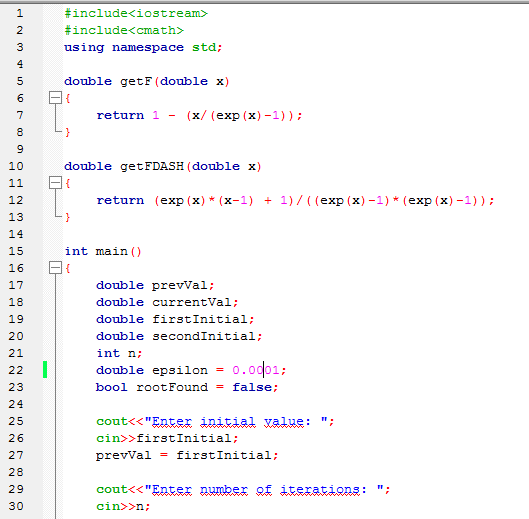 1 #include<iostream>
2 #include<cmath>
3 using namespace std;
4
5 double getF(double x)
6 {
7 return 1 - (x/(exp(x)-1));
8 }
9
10 double getFDASH(double x)
11 {
12 return (exp(x)*(x-1) + 1)/((exp(x)-1)*(exp(x)-1));
13 }
14
15 int main()
16 {
17 double prevVal;
18 double currentVal;
19 double firstInitial;
20 double secondInitial;
21 int n;
22 double epsilon = 0.0001;
23 bool rootFound = false;
24
25 cout<<"Enter initial value: ";
26 cin>>firstInitial;
27 prevVal = firstInitial;
28
29 cout<<"Enter number of iterations: ";
30 cin>>n;